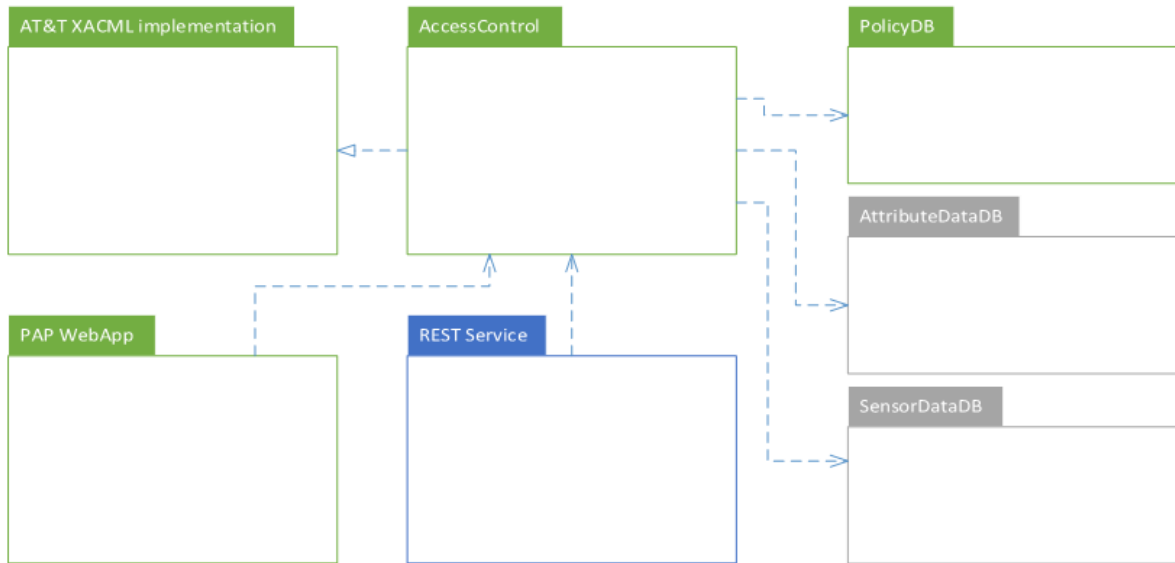 AT&T XACML implementation
AccessControl
PolicyDB
AttributeDataDB
PAP WebApp
REST Service
SensorDataDB